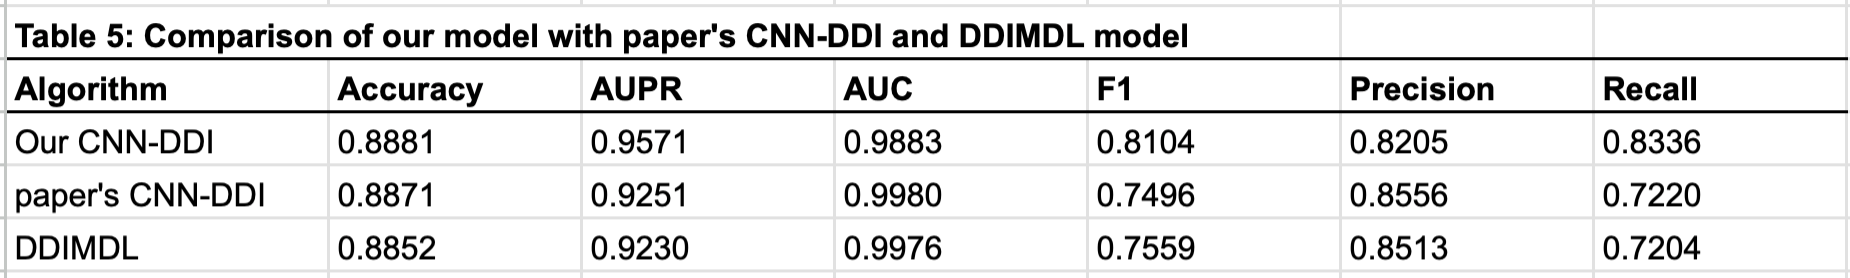 Table 5: Comparison of our model with paper's CNN-DDI and DDIMDL model
Algorithm Accuracy AUPR AUC F1 Precision Recall
Our CNN-DDI 0.8881 0.9571 0.9883 0.8104 0.8205 0.8336
paper's CNN-DDI 0.8871 0.9251 0.9980 0.7496 0.8556 0.7220
DDIMDL 0.8852 0.9230 0.9976 0.7559 0.8513 0.7204